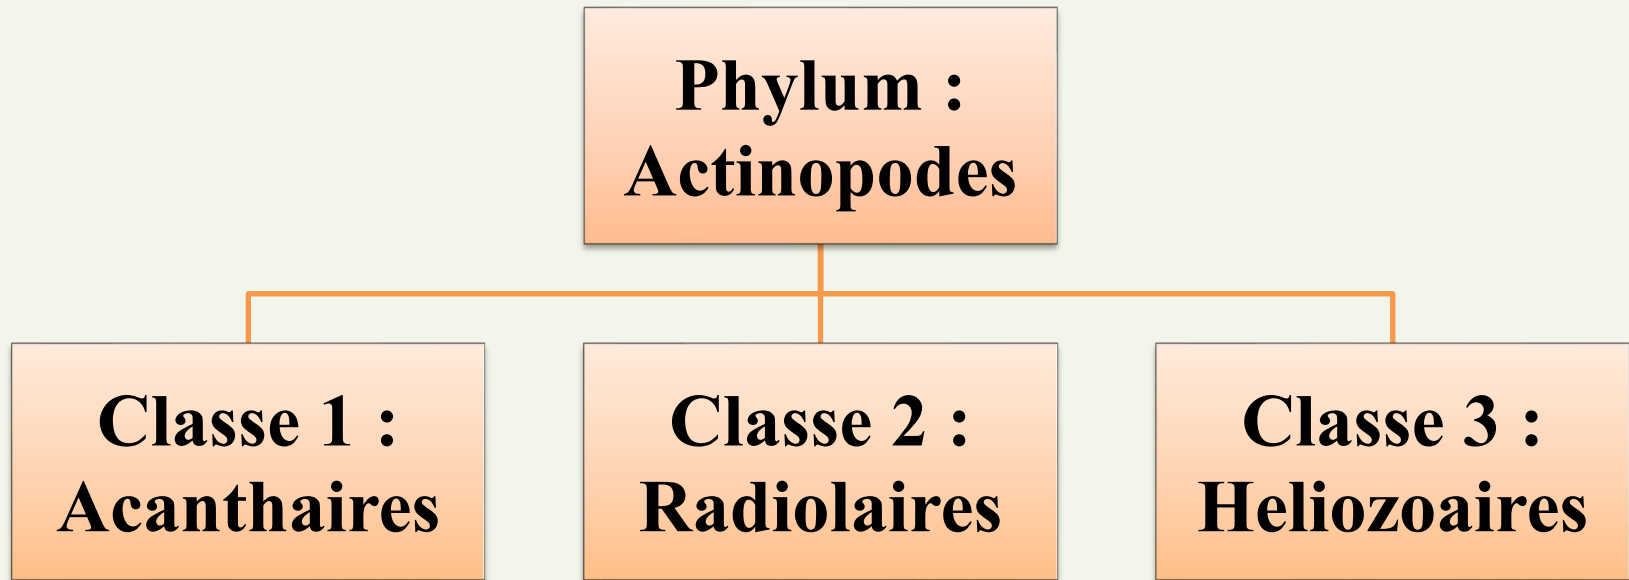 Phylum :
Actinopodes
Classe 1 :
Acanthaires
Classe 2 :
Radiolaires
Classe 3 :
Heliozoaires